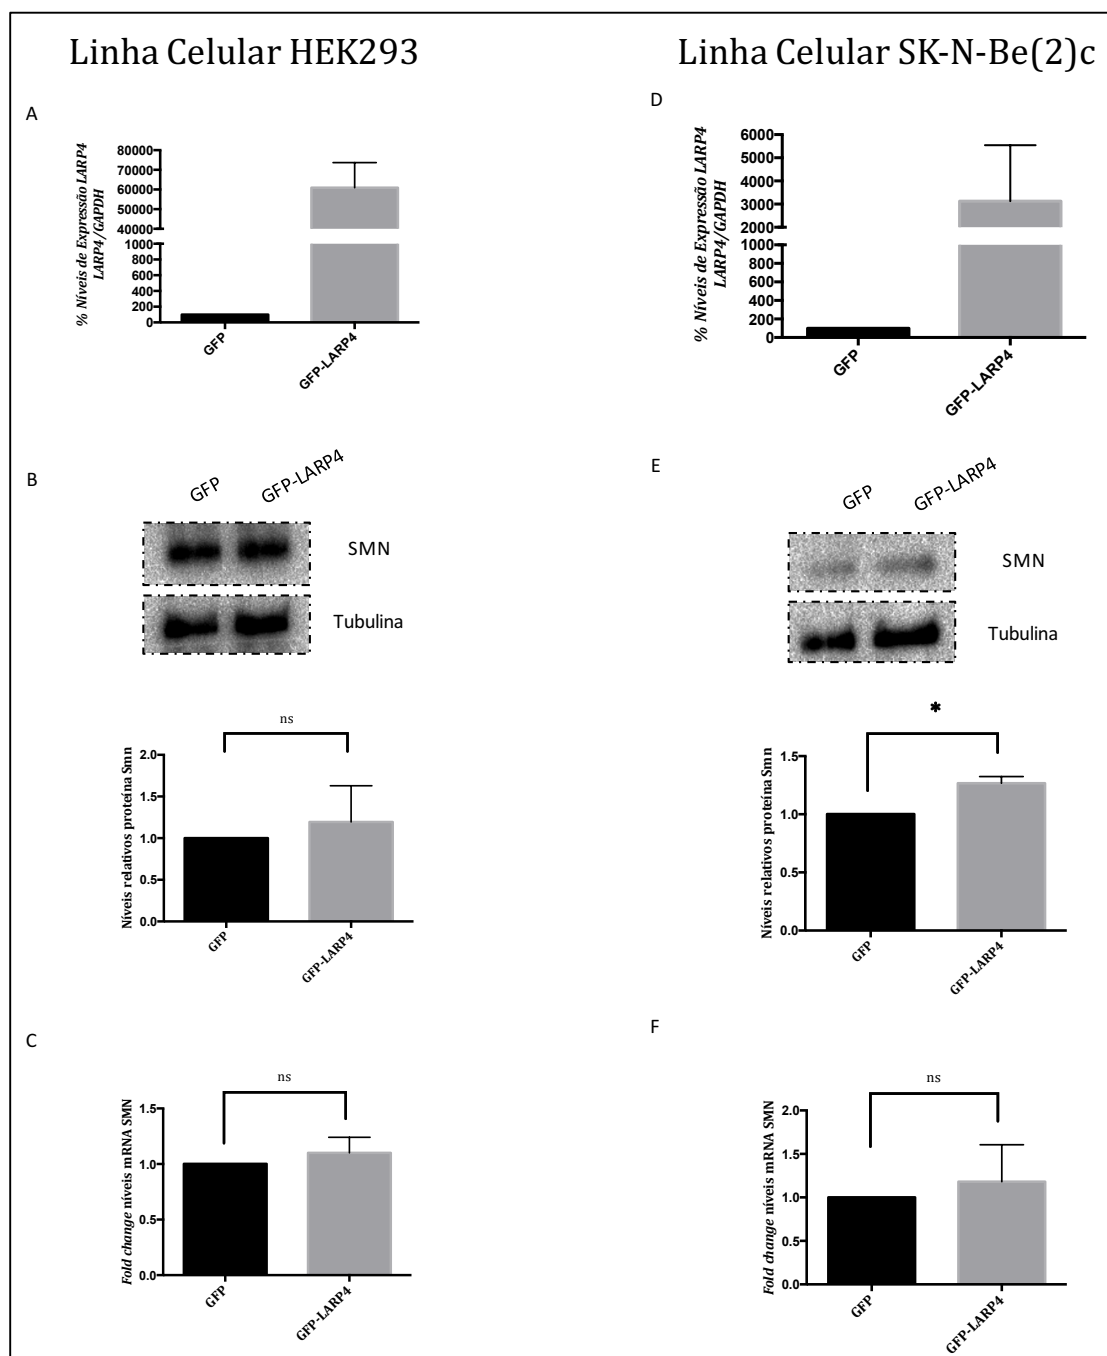 Linha Celular HEK293
Linha Celular SK-N-Be(2)c
A
% Níveis de Expressão LARP4
LARP4/GAPDH
80000
70000
60000
50000
40000
1000
800
600
400
200
0
GFP
GFP-LARP4
D
% Níveis de Expressão LARP4
LARP4/GAPDH
6000
5000
4000
3000
2000
1000
800
600
400
200
0
GFP
GFP-LARP4
B
GFP
GFP-LARP4
SMN
Tubulina
ns
Níveis relativos proteína Smn
2.0
1.5
1.0
0.5
0.0
GFP
GFP-LARP4
E
GFP
GFP-LARP4
SMN
Tubulina
*
Níveis relativos proteína Smn
1.5
1.0
0.5
0.0
GFP
GFP-LARP4
C
ns
Fold change níveis mRNA SMN
1.5
1.0
0.5
0.0
GFP
GFP-LARP4
F
ns
Fold change níveis mRNA SMN
2.0
1.5
1.0
0.5
0.0
GFP
GFP-LARP4